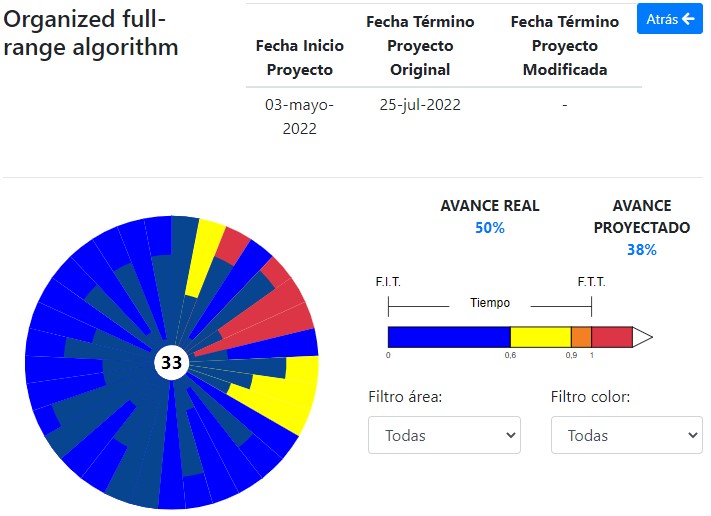 Organized full-
range algorithm
Atrás
Fecha Inicio
Proyecto
Fecha Término
Proyecto
Original
Fecha Término
Proyecto
Modificada
03-mayo-
2022
25-jul-2022
-
AVANCE REAL
50%
AVANCE
PROYECTADO
38%
33
F.I.T.
F.T.T.
Tiempo
0
0,6
0,9
1
Filtro área:
Filtro color:
Todas
Todas